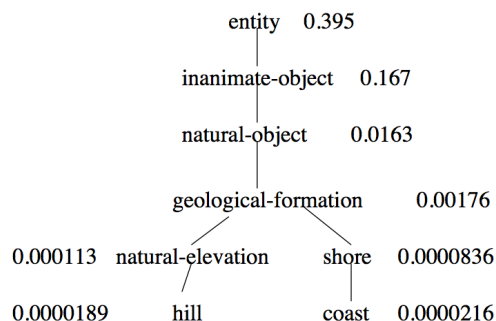 entity 0.395
inanimate-object 0.167
natural-object 0.0163
geological-formation 0.00176
0.000113 natural-elevation shore 0.0000836
0.0000189 hill coast 0.0000216